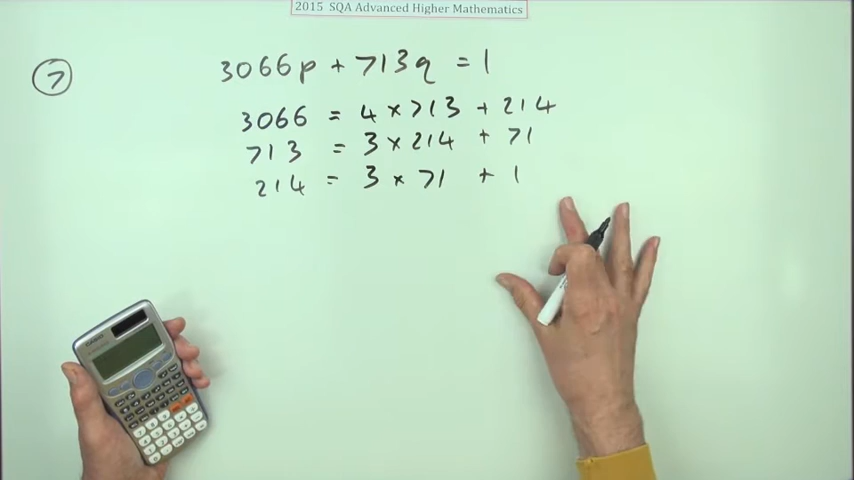 2015 SQA Advanced Higher Mathematics
7
3066p + 713q = 1
3066 = 4 × 713 + 214
713 = 3 × 214 + 71
214 = 3 × 71 + 1